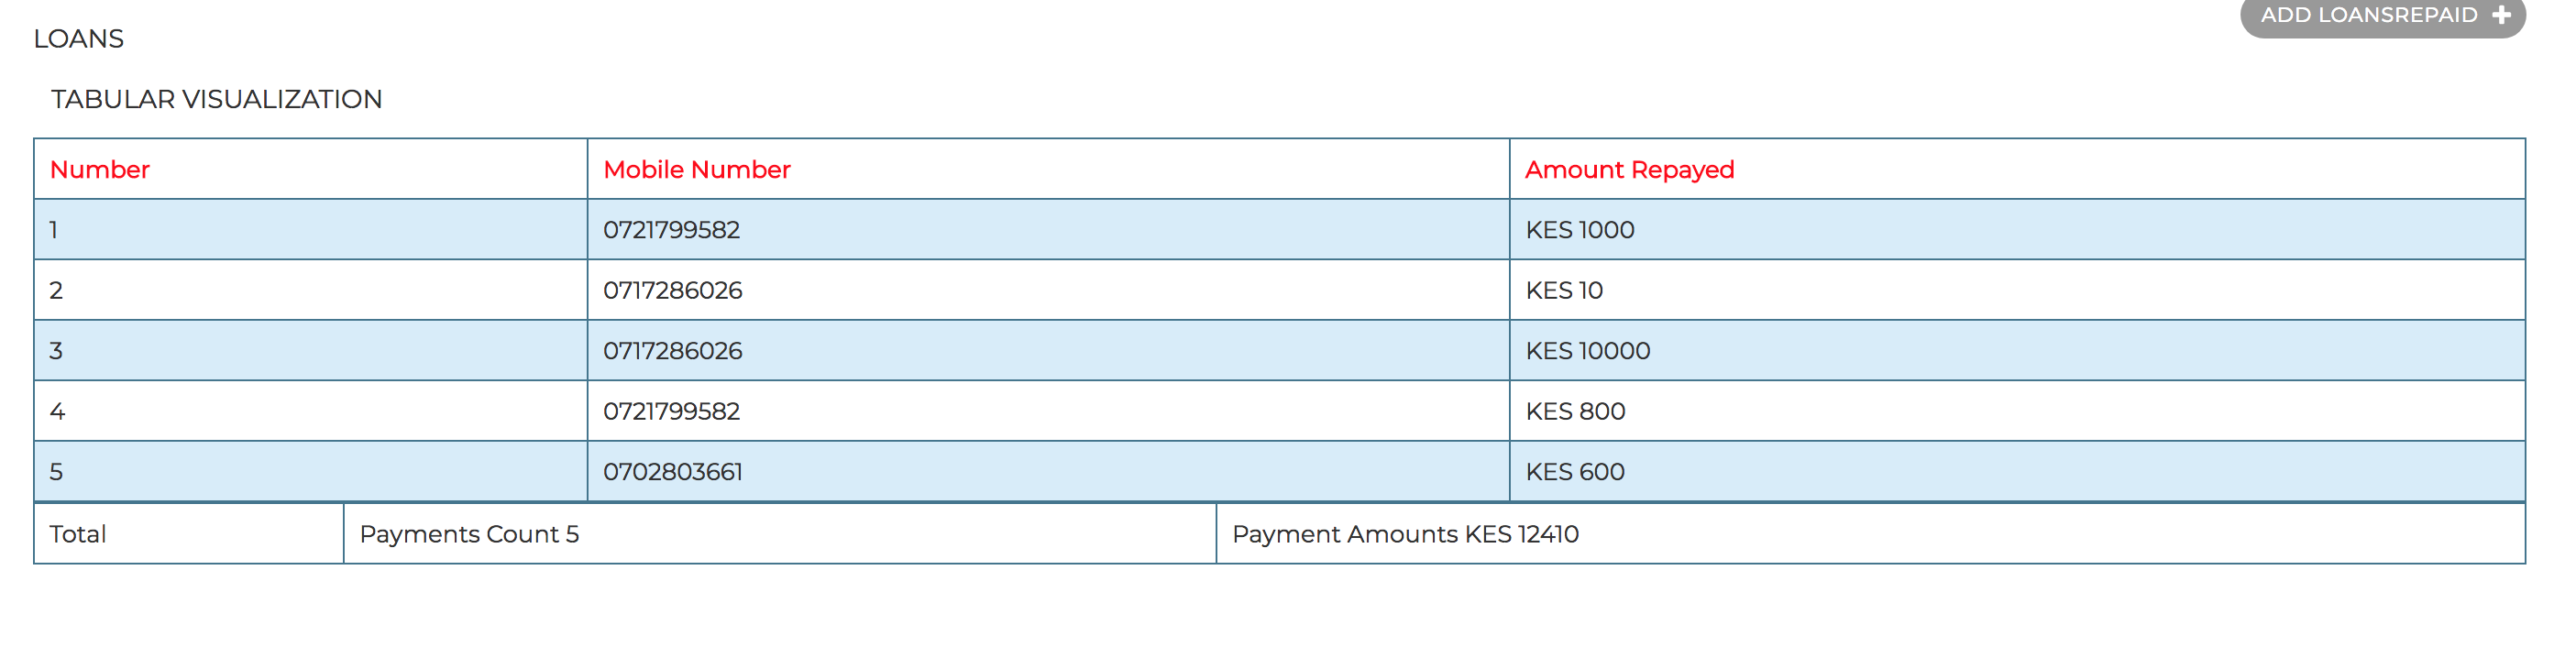 ADD LOANSREPAID
LOANS
TABULAR VISUALIZATION
Number Mobile Number Amount Repayed
1 0721799582 KES 1000
2 0717286026 KES 10
3 0717286026 KES 10000
4 0721799582 KES 800
5 0702803661 KES 600
Total Payments Count 5 Payment Amounts KES 12410